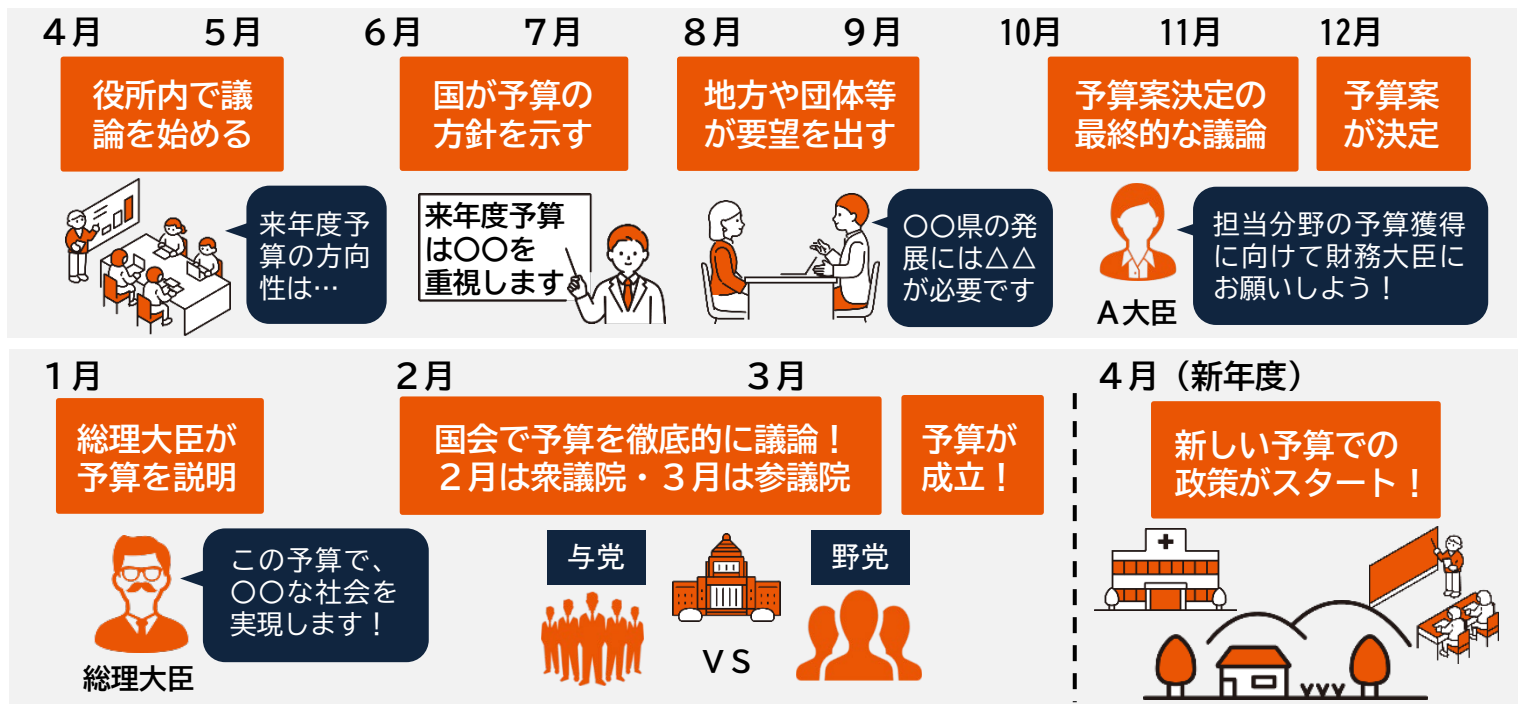 4月 5月 6月 7月 8月 9月 10月 11月 12月
役所内で議
論を始める
国が予算の
方針を示す
地方や団体等
が要望を出す
予算案決定の
最終的な議論
予算案
が決定
来年度予
算の方向
性は…
来年度予算
は〇〇を
重視します
〇〇県の発
展には△△
が必要です
A大臣
担当分野の予算獲得
に向けて財務大臣に
お願いしよう！
1月 2月 3月 4月（新年度）
総理大臣が
予算を説明
国会で予算を徹底的に議論！
2月は衆議院・3月は参議院
予算が
成立！
新しい予算での
政策がスタート！
この予算で、
〇〇な社会を
実現します！
総理大臣
与党
VS
野党